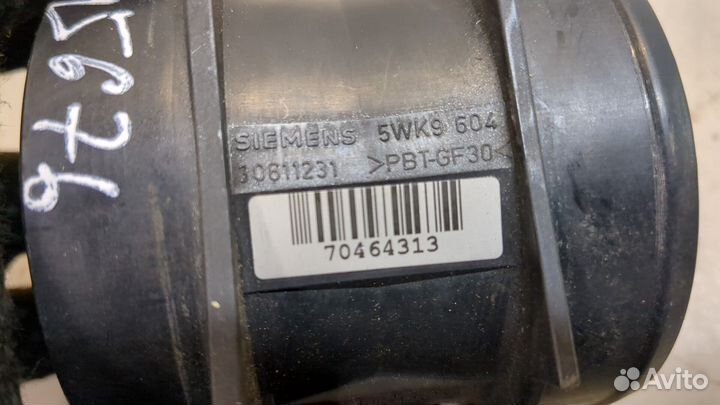 SIEMENS 5WK9 604
30611231 >PBT-GF30<
70464313
Avito